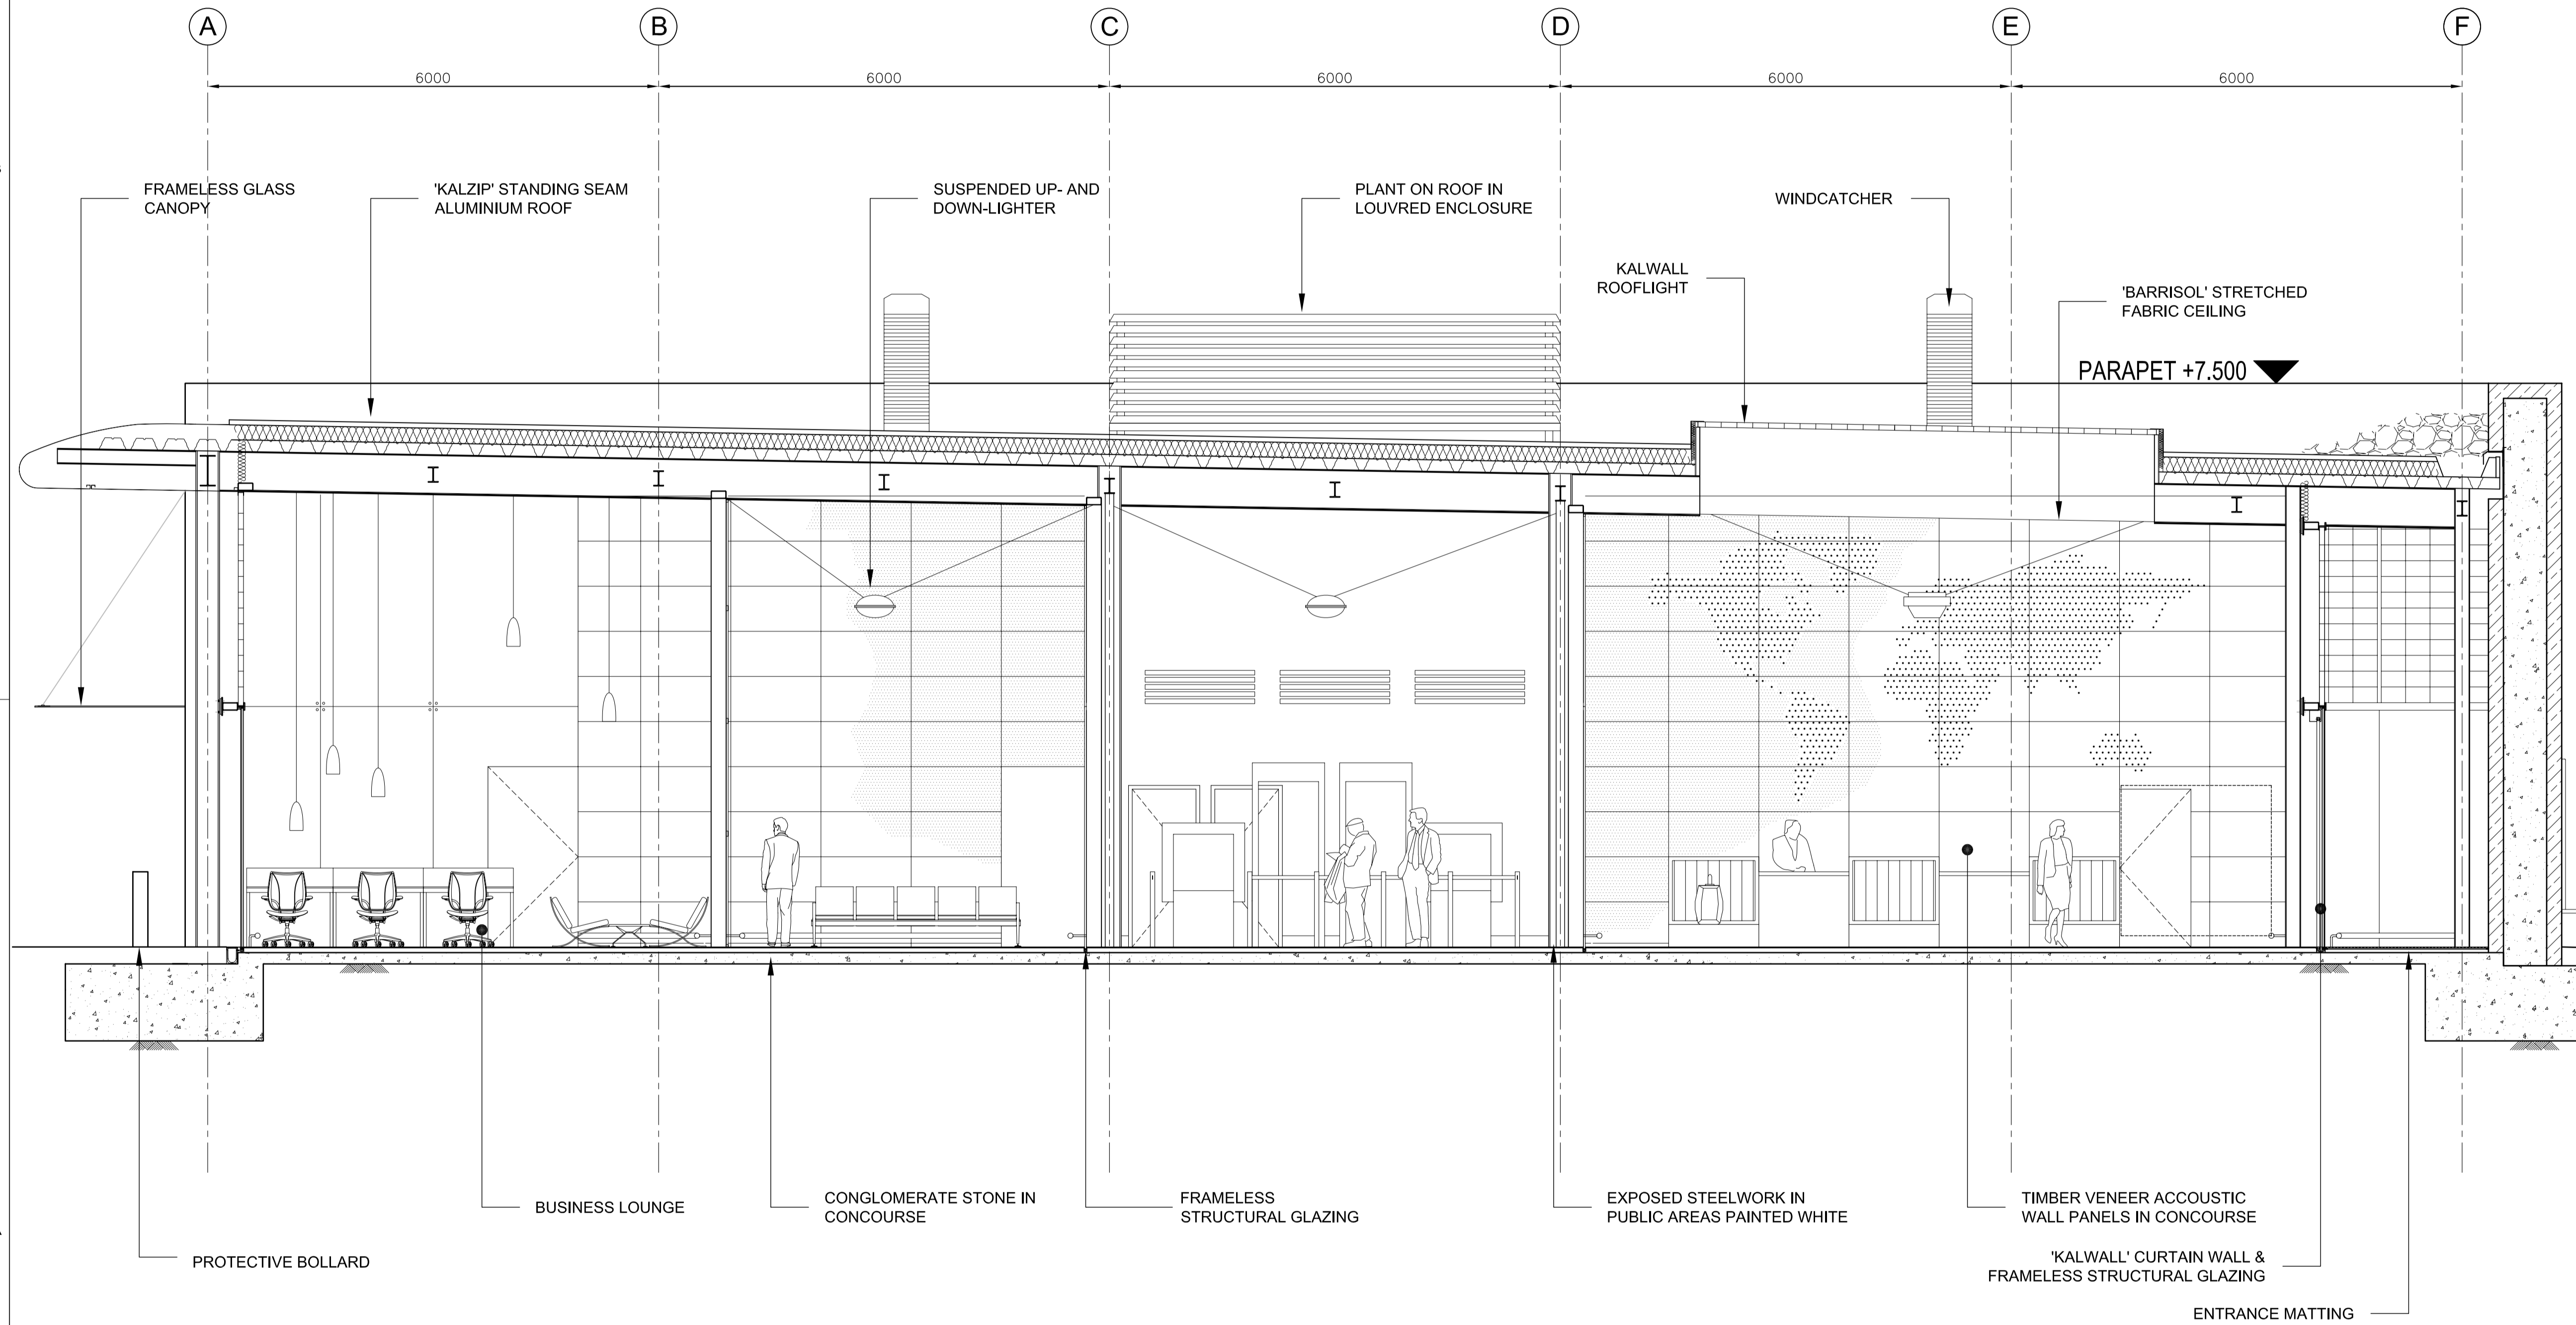 A
B
C
D
E
F
6000
6000
6000
6000
6000
FRAMELESS GLASS
CANOPY
'KALZIP' STANDING SEAM
ALUMINIUM ROOF
SUSPENDED UP- AND
DOWN-LIGHTER
PLANT ON ROOF IN
LOUVRED ENCLOSURE
WINDCATCHER
KALWALL
ROOFLIGHT
'BARRISOL' STRETCHED
FABRIC CEILING
PARAPET +7.500
BUSINESS LOUNGE
CONGLOMERATE STONE IN
CONCOURSE
FRAMELESS
STRUCTURAL GLAZING
EXPOSED STEELWORK IN
PUBLIC AREAS PAINTED WHITE
TIMBER VENEER ACCOUSTIC
WALL PANELS IN CONCOURSE
PROTECTIVE BOLLARD
'KALWALL' CURTAIN WALL &
FRAMELESS STRUCTURAL GLAZING
ENTRANCE MATTING